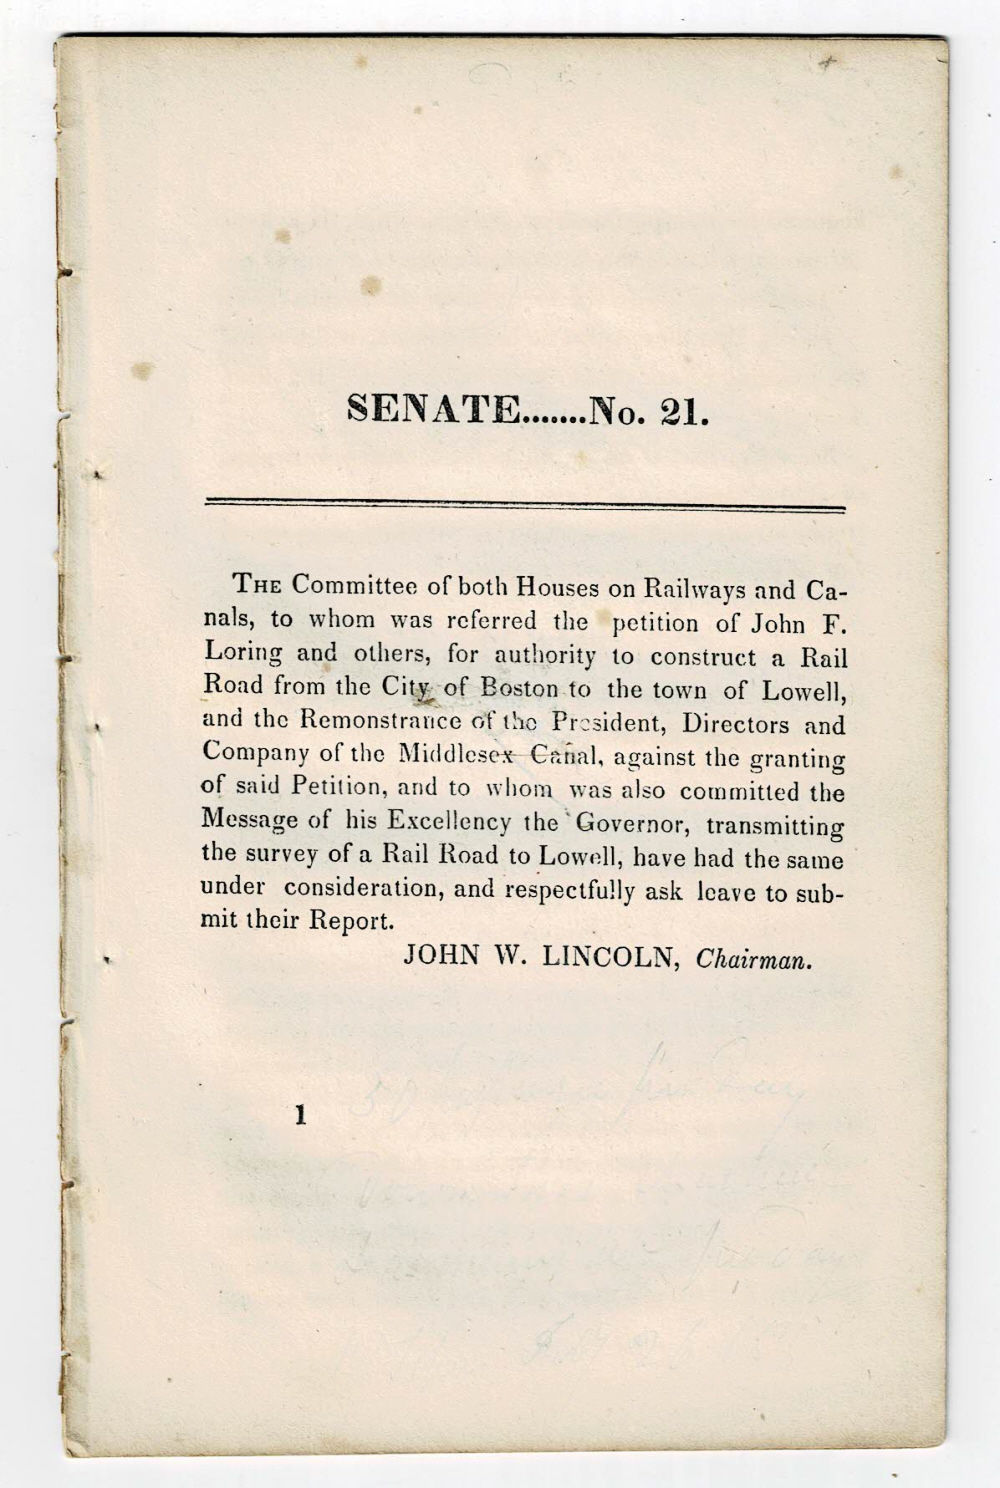 SENATE.......No. 21.
THE Committee of both Houses on Railways and Ca-
nals, to whom was referred the petition of John F.
Loring and others, for authority to construct a Rail
Road from the City of Boston to the town of Lowell,
and the Remonstrance of the President, Directors and
Company of the Middlesex Canal, against the granting
of said Petition, and to whom was also committed the
Message of his Excellency the Governor, transmitting
the survey of a Rail Road to Lowell, have had the same
under consideration, and respectfully ask leave to sub-
mit their Report.
JOHN W. LINCOLN, Chairman.
1